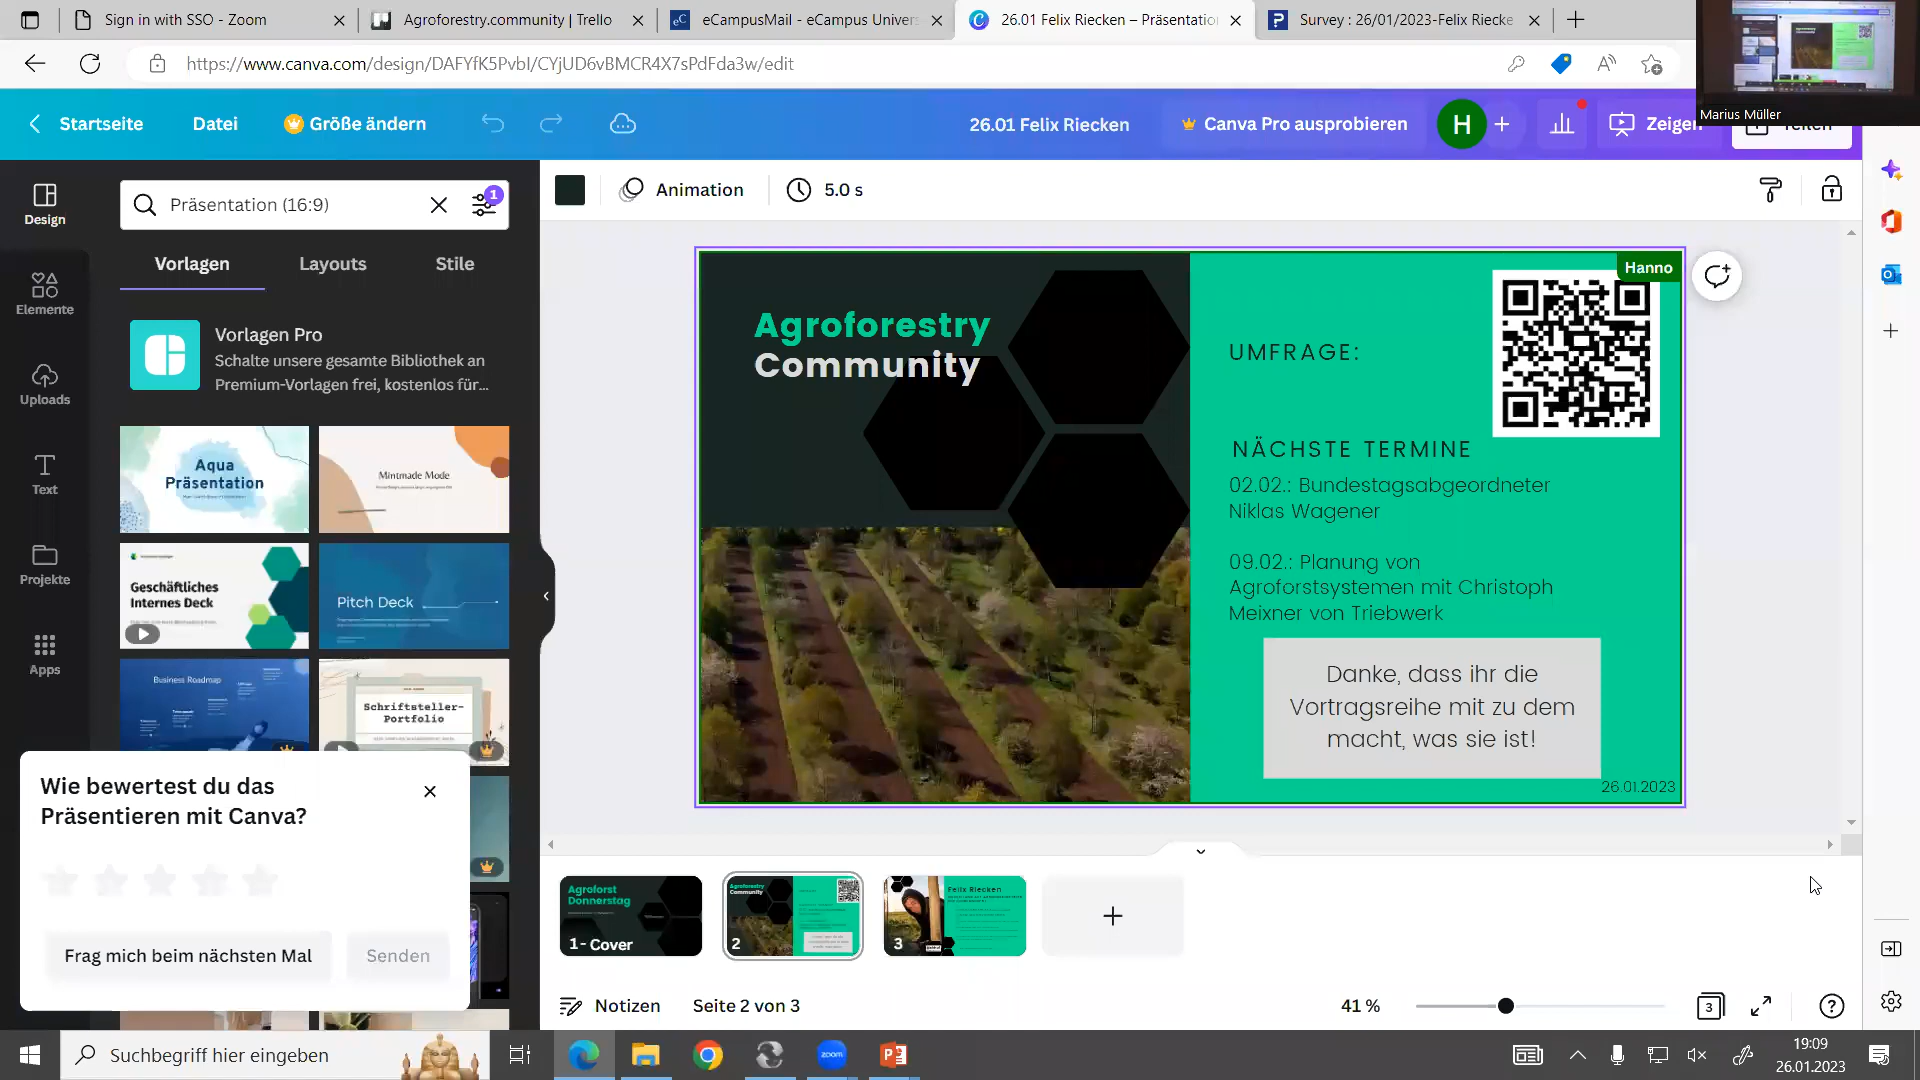 Sign in with SSO - Zoom
Agroforestry.community | Trello
eCampusMail - eCampus Univers
26.01 Felix Riecken – Präsentatio
Survey : 26/01/2023-Felix Riecke
https://www.canva.com/design/DAFYfK5PvbI/CYjUD6vBMCR4X7sPdFda3w/edit
Marius Müller
Startseite
Datei
Größe ändern
26.01 Felix Riecken
Canva Pro ausprobieren
H
Zeigen
Teilen
Design
Elemente
Uploads
Text
Projekte
Apps
Präsentation (16:9)
1
Vorlagen
Layouts
Stile
Vorlagen Pro
Schalte unsere gesamte Bibliothek an
Premium-Vorlagen frei, kostenlos für...
Aqua
Präsentation
Mintmade Mode
Geschäftliches
Internes Deck
Pitch Deck
Business Roadmap
Schriftsteller-
Portfolio
Wie bewertest du das
Präsentieren mit Canva?
Frag mich beim nächsten Mal
Senden
Animation
5.0 s
Agroforestry
Community
Hanno
UMFRAGE:
NÄCHSTE TERMINE
02.02.: Bundestagsabgeordneter
Niklas Wagener
09.02.: Planung von
Agroforstsystemen mit Christoph
Meixner von Triebwerk
Danke, dass ihr die
Vortragsreihe mit zu dem
macht, was sie ist!
26.01.2023
Agroforst
Donnerstag
1 - Cover
Agroforestry
Community
2
Felix Riecken
3
Notizen
Seite 2 von 3
41 %
3
Suchbegriff hier eingeben
zoom
19:09
26.01.2023